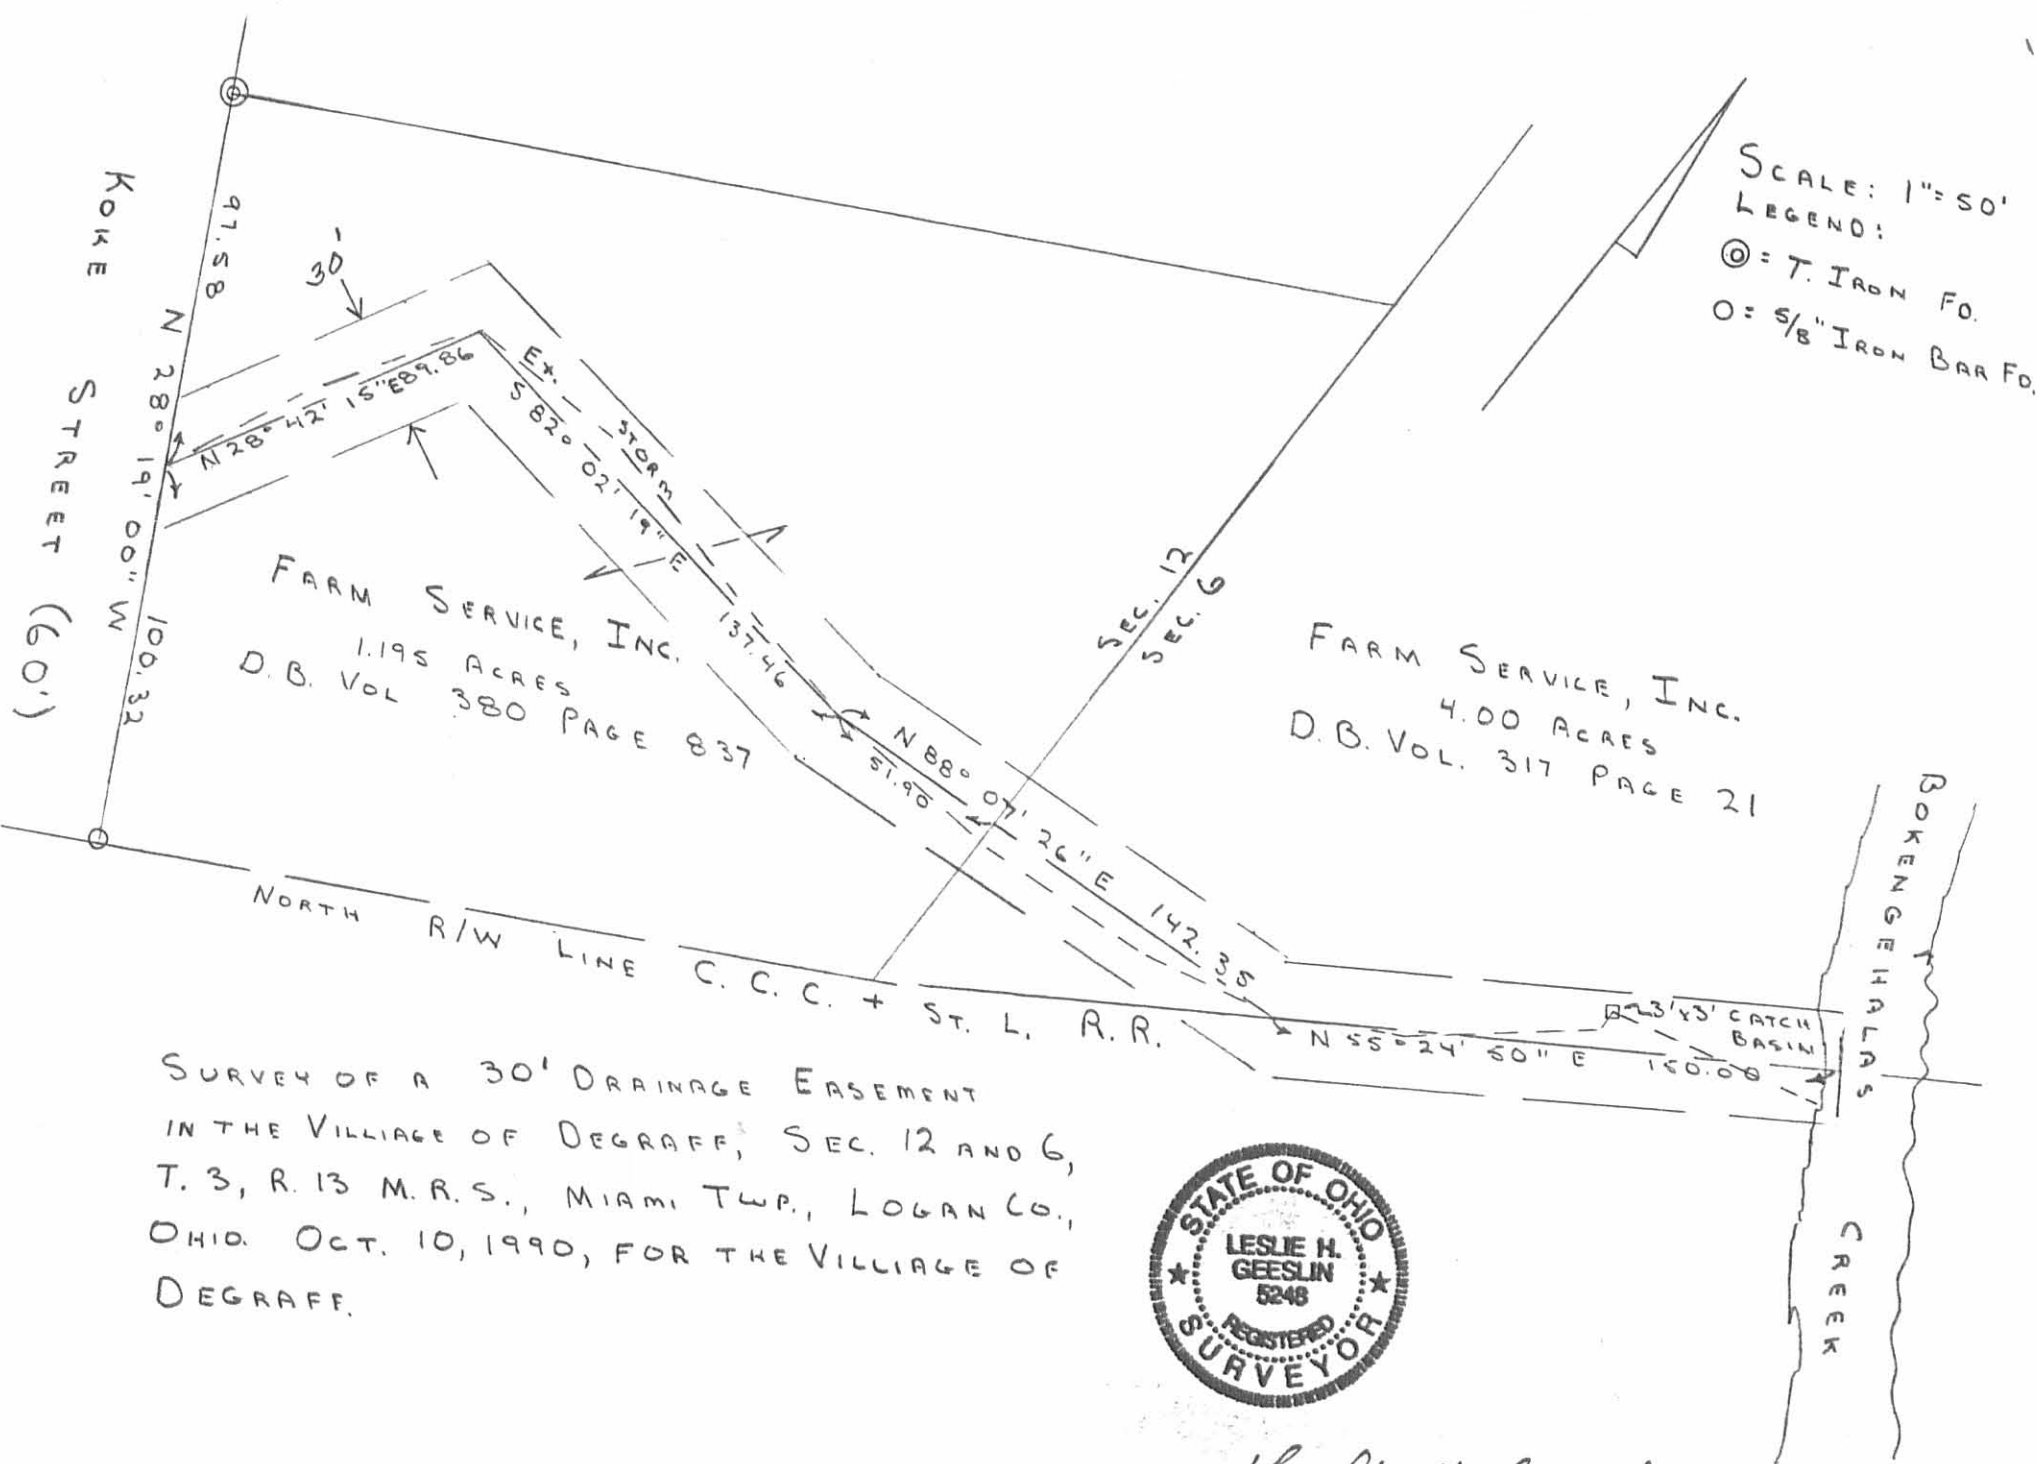 SCALE: 1"=50'
LEGEND:
◎ = T. IRON FD.
O = 5/8" IRON BAR FD.
KOKE STREET (60')
97.58
N 28° 19' 00" W
100.32
30'
N 28° 42' 15" E 89.86
EX. STORM
S 82° 02' 19" E
137.46
FARM SERVICE, INC.
1.195 ACRES
D.B. VOL 380 PAGE 837
SEC. 12
SEC. 6
FARM SERVICE, INC.
4.00 ACRES
D.B. VOL. 317 PAGE 21
N 88° 07' 26" E 142.35
51.90
NORTH R/W LINE C.C.C. + ST. L. R.R.
N 55° 24' 50" E 150.00
3'x3' CATCH
BASIN
BOKENGEHALAS CREEK
SURVEY OF A 30' DRAINAGE EASEMENT
IN THE VILLIAGE OF DEGRAFF, SEC. 12 AND 6,
T. 3, R. 13 M.R.S., MIAMI TWP., LOGAN CO.,
OHIO. OCT. 10, 1990, FOR THE VILLIAGE OF
DEGRAFF.
STATE OF OHIO
LESLIE H.
GEESLIN
5248
REGISTERED
SURVEYOR